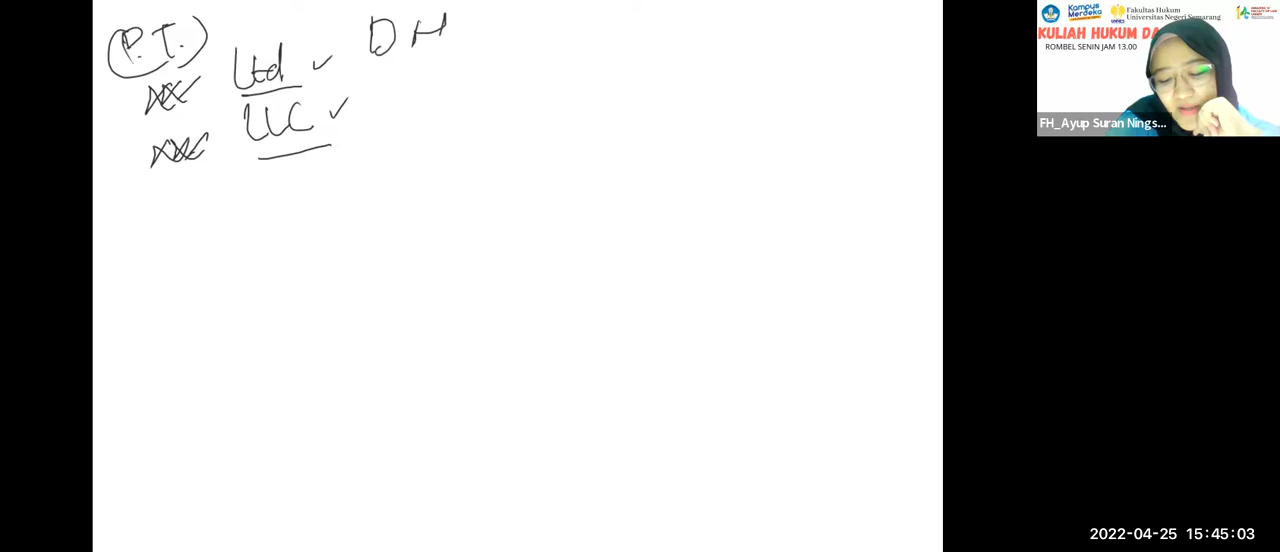 P.T.
DH
Ltd
LLC
Kampus
Merdeka
UNNES
Fakultas Hukum
Universitas Negeri Semarang
KULIAH HUKUM DA
ROMBEL SENIN JAM 13.00
FH_Ayup Suran Nings...
2022-04-25 15:45:03